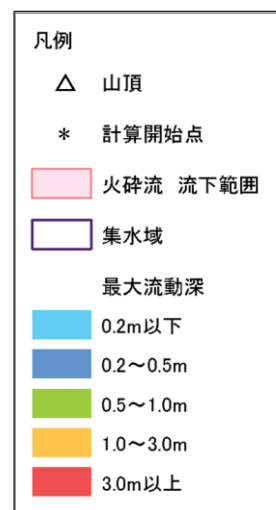 凡例
山頂
* 計算開始点
火砕流 流下範囲
集水域
最大流動深
0.2m以下
0.2～0.5m
0.5～1.0m
1.0～3.0m
3.0m以上